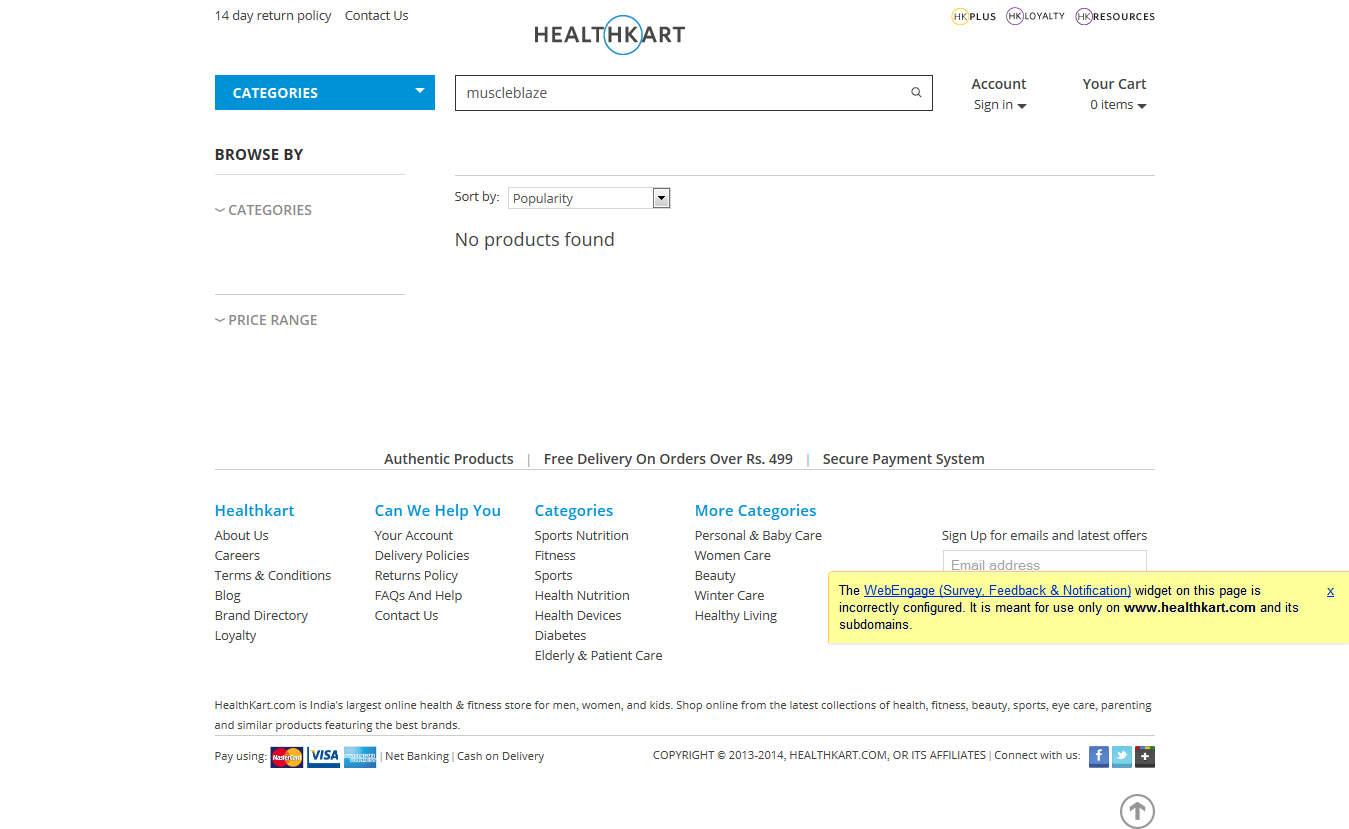 14 day return policy Contact Us
HEALTHKART
HK PLUS HK LOYALTY HK RESOURCES
CATEGORIES
muscleblaze
Account
Sign in
Your Cart
0 items
BROWSE BY
CATEGORIES
PRICE RANGE
Sort by: Popularity
No products found
Authentic Products | Free Delivery On Orders Over Rs. 499 | Secure Payment System
Healthkart
About Us
Careers
Terms & Conditions
Blog
Brand Directory
Loyalty
Can We Help You
Your Account
Delivery Policies
Returns Policy
FAQs And Help
Contact Us
Categories
Sports Nutrition
Fitness
Sports
Health Nutrition
Health Devices
Diabetes
Elderly & Patient Care
More Categories
Personal & Baby Care
Women Care
Beauty
Winter Care
Healthy Living
Sign Up for emails and latest offers
Email address
The WebEngage (Survey, Feedback & Notification) widget on this page is x
incorrectly configured. It is meant for use only on www.healthkart.com and its
subdomains.
HealthKart.com is India's largest online health & fitness store for men, women, and kids. Shop online from the latest collections of health, fitness, beauty, sports, eye care, parenting
and similar products featuring the best brands.
Pay using: MasterCard VISA | Net Banking | Cash on Delivery
COPYRIGHT © 2013-2014, HEALTHKART.COM, OR ITS AFFILIATES | Connect with us: